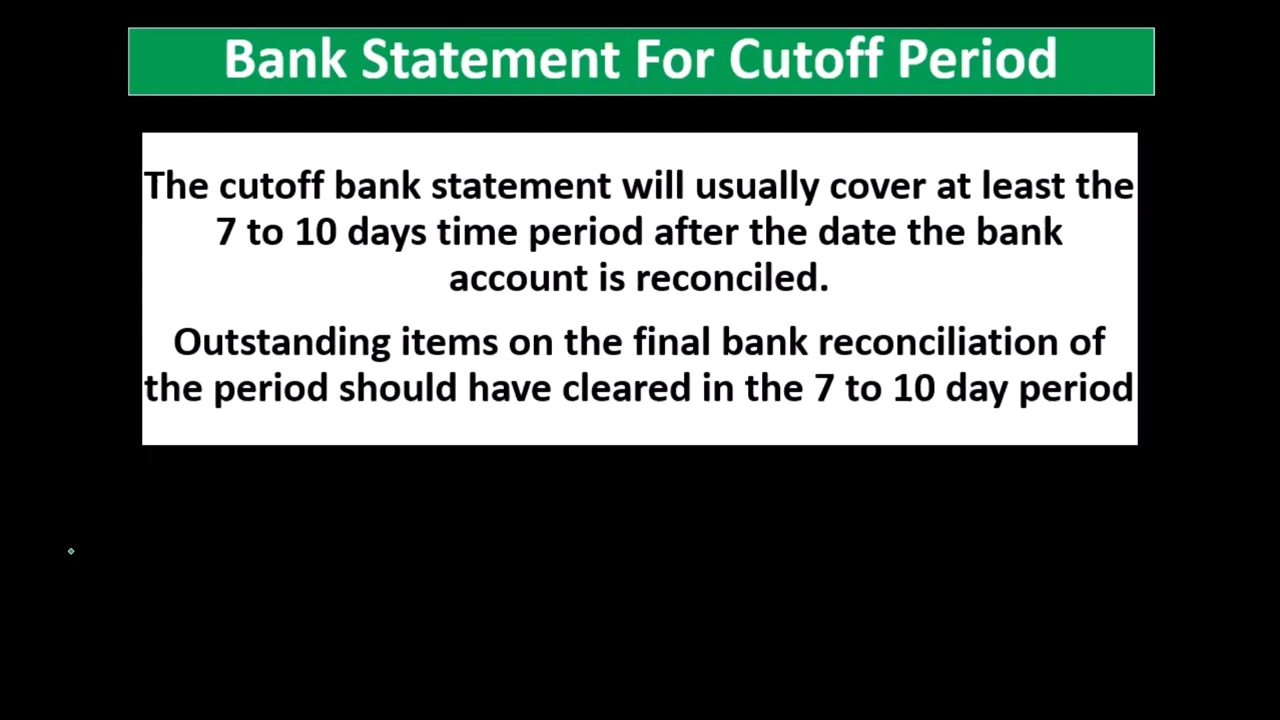 Bank Statement For Cutoff Period
The cutoff bank statement will usually cover at least the
7 to 10 days time period after the date the bank
account is reconciled.
Outstanding items on the final bank reconciliation of
the period should have cleared in the 7 to 10 day period